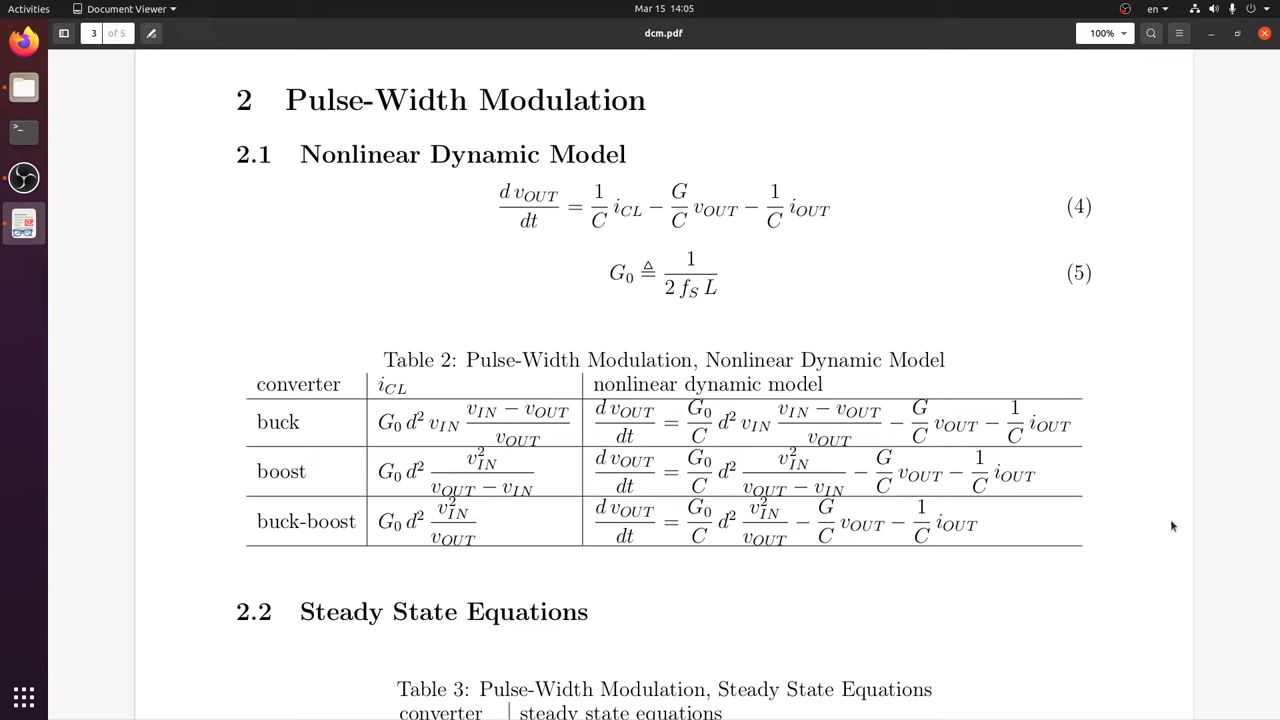 Activities Document Viewer Mar 15 14:05 en
3 of 5 dcm.pdf 100%
2 Pulse-Width Modulation
2.1 Nonlinear Dynamic Model
d v_OUT / dt = 1/C i_CL − G/C v_OUT − 1/C i_OUT (4)
G_0 ≜ 1 / (2 f_S L) (5)
Table 2: Pulse-Width Modulation, Nonlinear Dynamic Model
converter i_CL nonlinear dynamic model
buck G_0 d^2 v_IN (v_IN − v_OUT) / v_OUT d v_OUT / dt = G_0/C d^2 v_IN (v_IN − v_OUT) / v_OUT − G/C v_OUT − 1/C i_OUT
boost G_0 d^2 v_IN^2 / (v_OUT − v_IN) d v_OUT / dt = G_0/C d^2 v_IN^2 / (v_OUT − v_IN) − G/C v_OUT − 1/C i_OUT
buck-boost G_0 d^2 v_IN^2 / v_OUT d v_OUT / dt = G_0/C d^2 v_IN^2 / v_OUT − G/C v_OUT − 1/C i_OUT
2.2 Steady State Equations
Table 3: Pulse-Width Modulation, Steady State Equations
converter steady state equations